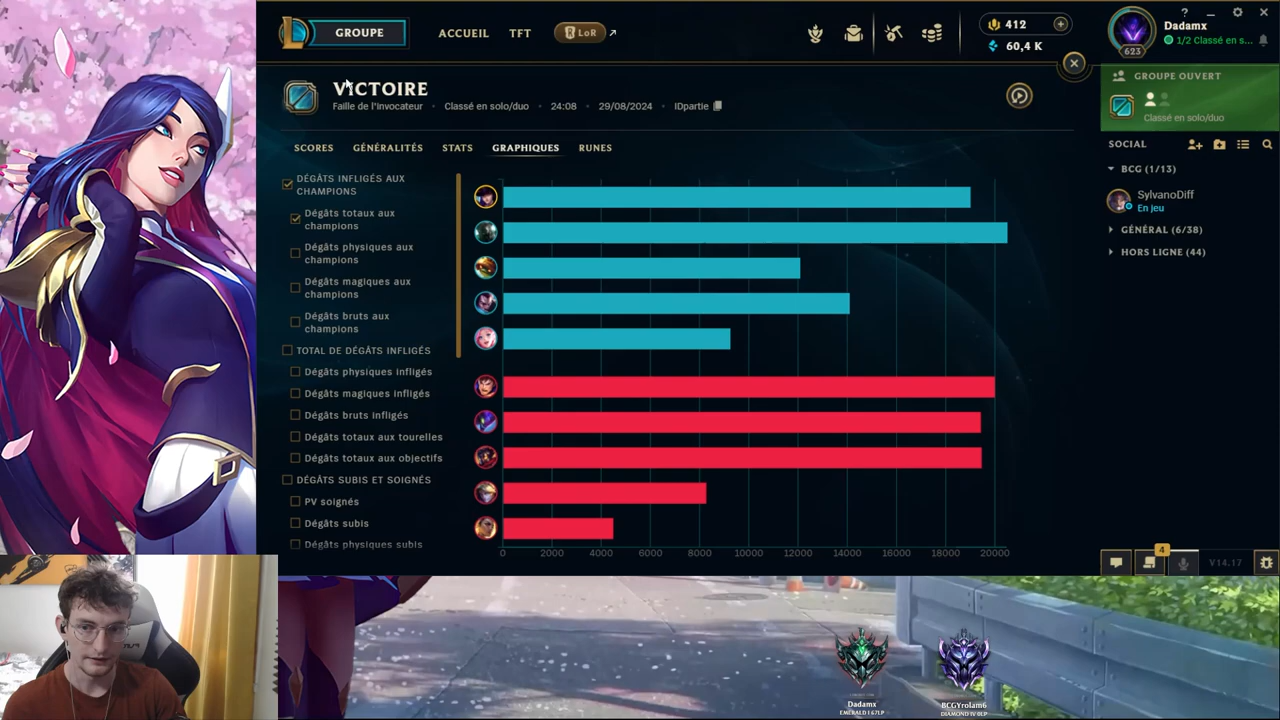 GROUPE
ACCUEIL
TFT
LoR
412
60,4 K
?
Dadamx
623
1/2 Classé en s...
VICTOIRE
Faille de l'invocateur • Classé en solo/duo • 24:08 • 29/08/2024 • IDpartie
GROUPE OUVERT
Classé en solo/duo
SCORES
GÉNÉRALITÉS
STATS
GRAPHIQUES
RUNES
SOCIAL
BCG (1/13)
SylvanoDiff
En jeu
GÉNÉRAL (6/38)
HORS LIGNE (44)
DÉGÂTS INFLIGÉS AUX
CHAMPIONS
Dégâts totaux aux
champions
Dégâts physiques aux
champions
Dégâts magiques aux
champions
Dégâts bruts aux
champions
TOTAL DE DÉGÂTS INFLIGÉS
Dégâts physiques infligés
Dégâts magiques infligés
Dégâts bruts infligés
Dégâts totaux aux tourelles
Dégâts totaux aux objectifs
DÉGÂTS SUBIS ET SOIGNÉS
PV soignés
Dégâts subis
Dégâts physiques subis
0 2000 4000 6000 8000 10000 12000 14000 16000 18000 20000
4
V14.17
Dadamx
EMERALD I 67LP
BCGYrolam6
DIAMOND IV 0LP